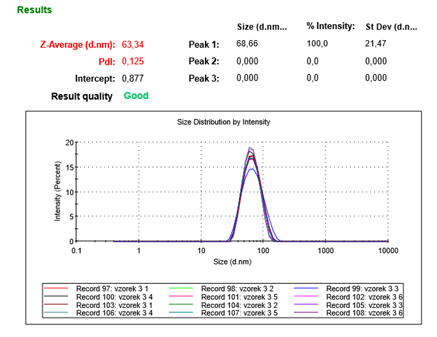 Results
Size (d.nm... % Intensity: St Dev (d.n...
Z-Average (d.nm): 63,34 Peak 1: 68,66 100,0 21,47
PdI: 0,125 Peak 2: 0,000 0,0 0,000
Intercept: 0,877 Peak 3: 0,000 0,0 0,000
Result quality Good
Size Distribution by Intensity
20
15
10
5
0
Intensity (Percent)
0.1 1 10 100 1000 10000
Size (d.nm)
Record 97: vzorek 3 1 Record 98: vzorek 3 2 Record 99: vzorek 3 3
Record 100: vzorek 3 4 Record 101: vzorek 3 5 Record 102: vzorek 3 6
Record 103: vzorek 3 1 Record 104: vzorek 3 2 Record 105: vzorek 3 3
Record 106: vzorek 3 4 Record 107: vzorek 3 5 Record 108: vzorek 3 6